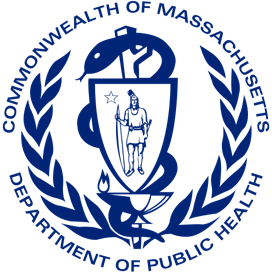 COMMONWEALTH OF MASSACHUSETTS
DEPARTMENT OF PUBLIC HEALTH